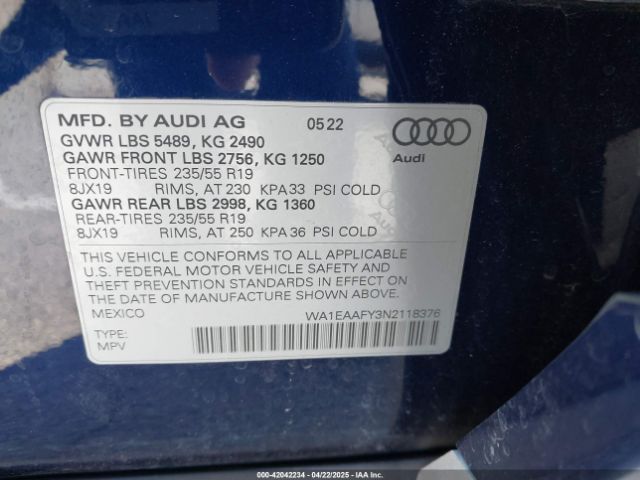 MFD. BY AUDI AG 05 22
GVWR LBS 5489, KG 2490
GAWR FRONT LBS 2756, KG 1250
FRONT-TIRES 235/55 R19
8JX19 RIMS, AT 230 KPA 33 PSI COLD
GAWR REAR LBS 2998, KG 1360
REAR-TIRES 235/55 R19
8JX19 RIMS, AT 250 KPA 36 PSI COLD
Audi
THIS VEHICLE CONFORMS TO ALL APPLICABLE
U.S. FEDERAL MOTOR VEHICLE SAFETY AND
THEFT PREVENTION STANDARDS IN EFFECT ON THE
DATE OF MANUFACTURE SHOWN ABOVE.
MEXICO WA1EAAFY3N2118376
TYPE:
MPV
000-42042234 - 04/22/2025 - IAAI.COM